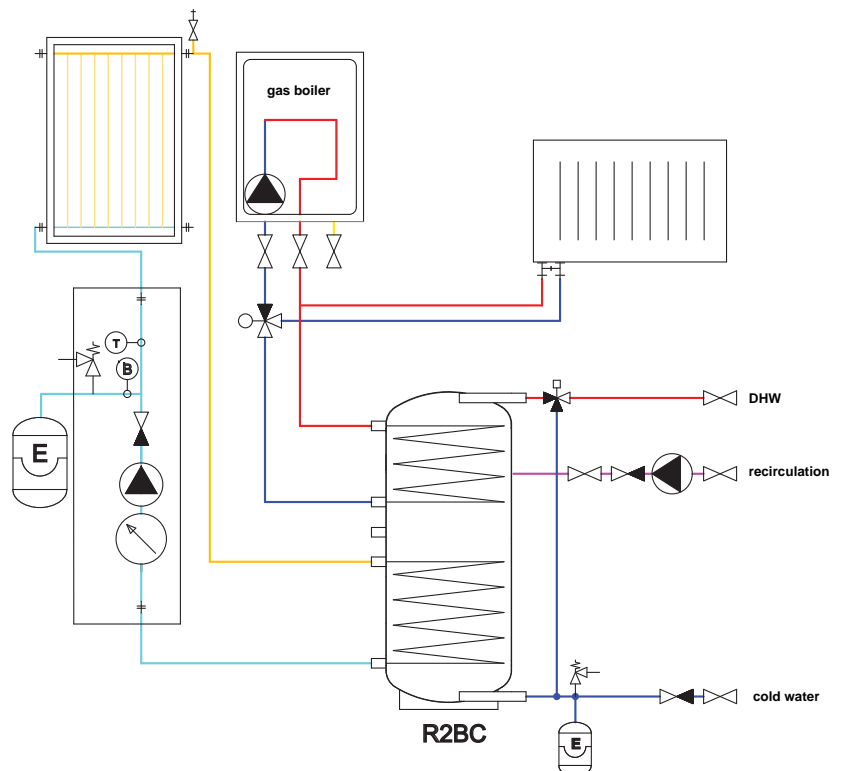 gas boiler
T
B
E
DHW
recirculation
cold water
R2BC
E